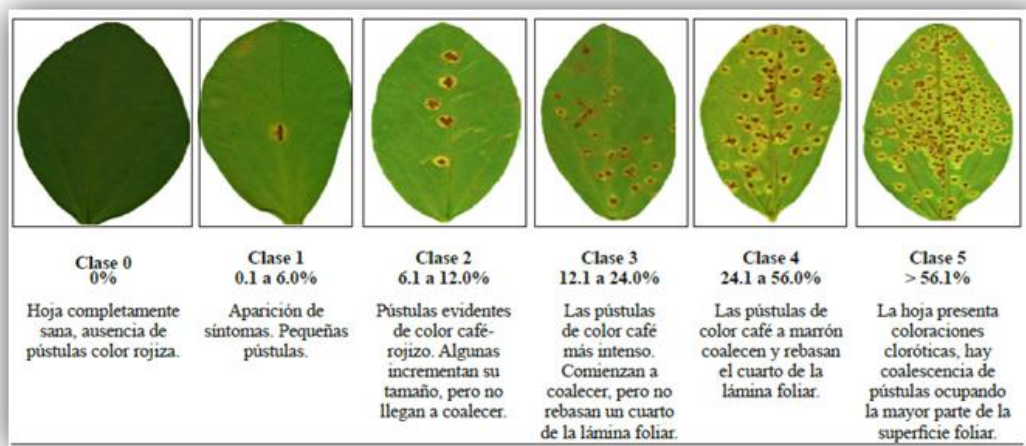 Clase 0
0%
Hoja completamente
sana, ausencia de
pústulas color rojiza.
Clase 1
0.1 a 6.0%
Aparición de
síntomas. Pequeñas
pústulas.
Clase 2
6.1 a 12.0%
Pústulas evidentes
de color café-
rojizo. Algunas
incrementan su
tamaño, pero no
llegan a coalecer.
Clase 3
12.1 a 24.0%
Las pústulas
de color café
más intenso.
Comienzan a
coalecer, pero no
rebasan un cuarto
de la lámina foliar.
Clase 4
24.1 a 56.0%
Las pústulas de
color café a marrón
coalecen y rebasan
el cuarto de la
lámina foliar.
Clase 5
> 56.1%
La hoja presenta
coloraciones
cloróticas, hay
coalescencia de
pústulas ocupando
la mayor parte de la
superficie foliar.